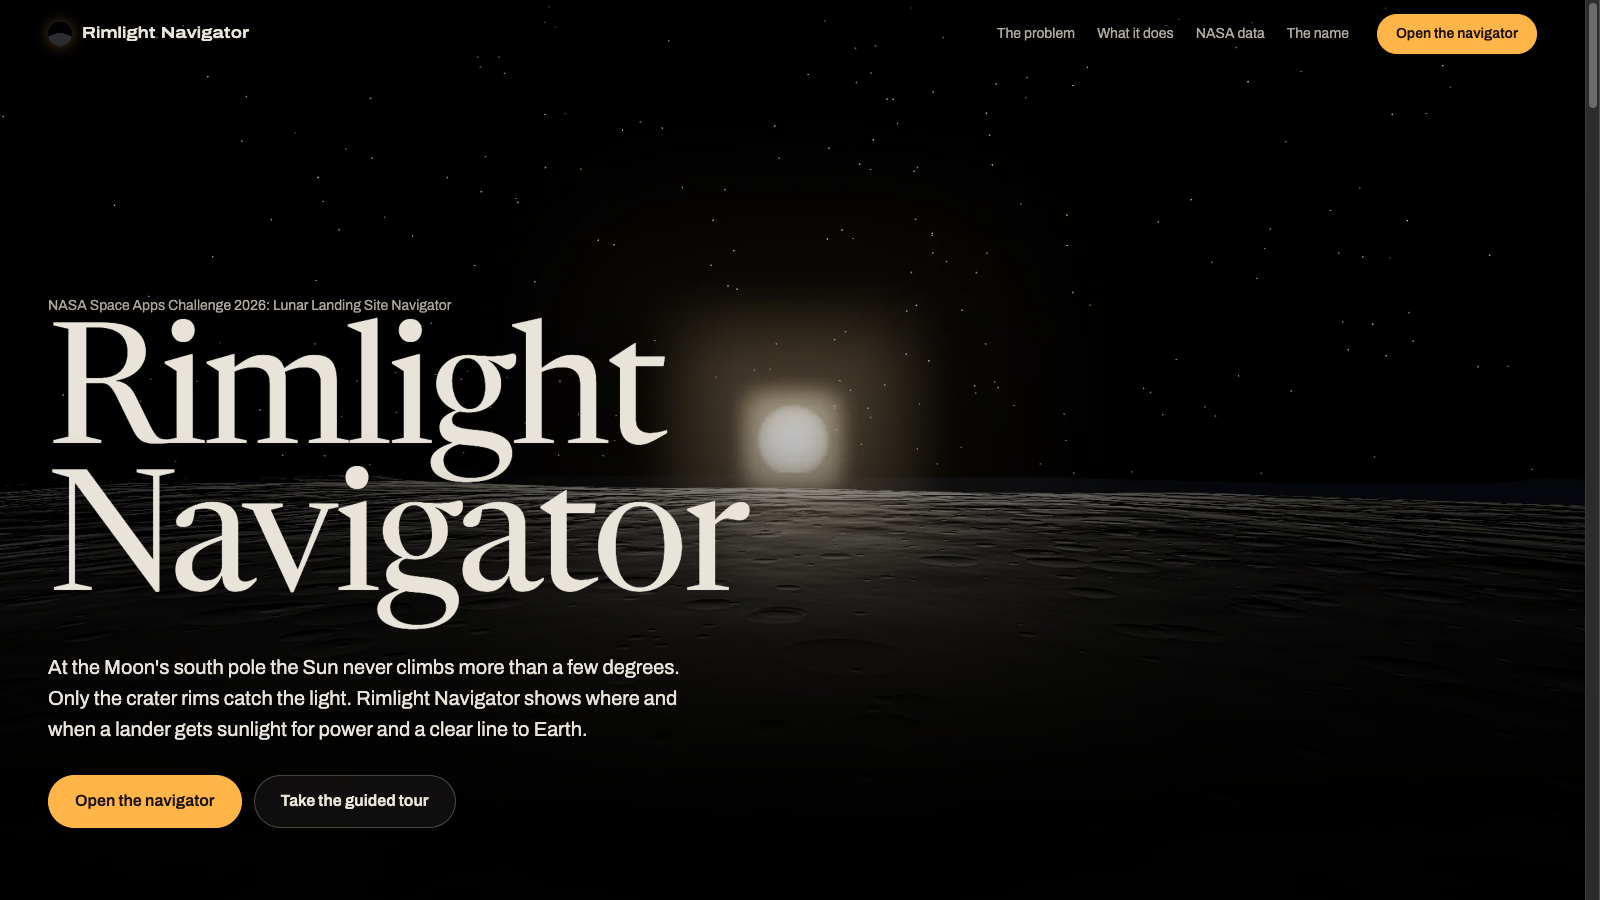 Rimlight Navigator
The problem
What it does
NASA data
The name
Open the navigator
NASA Space Apps Challenge 2026: Lunar Landing Site Navigator
Rimlight
Navigator
At the Moon's south pole the Sun never climbs more than a few degrees.
Only the crater rims catch the light. Rimlight Navigator shows where and
when a lander gets sunlight for power and a clear line to Earth.
Open the navigator
Take the guided tour